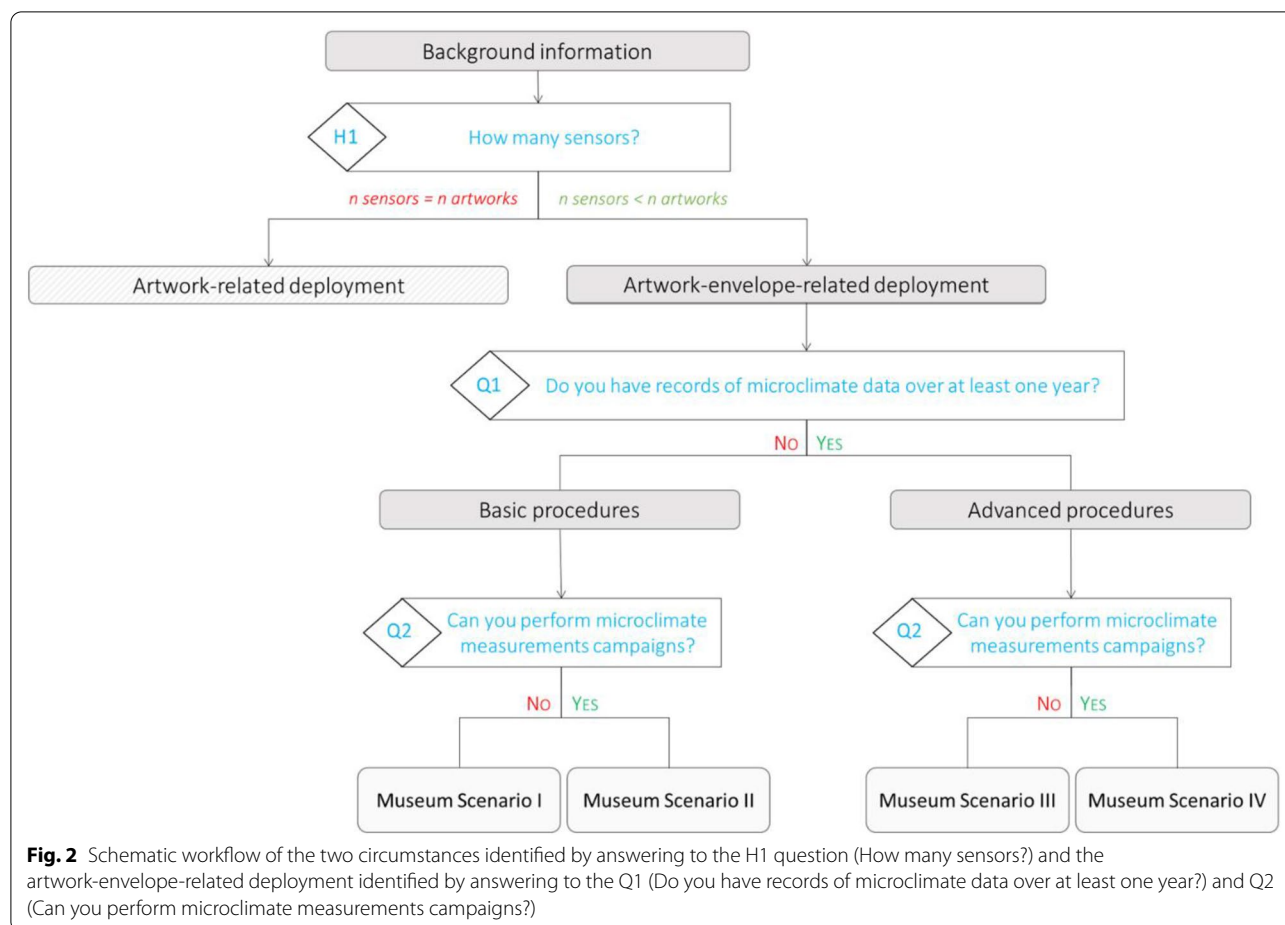 Background information
H1
How many sensors?
n sensors = n artworks
n sensors < n artworks
Artwork-related deployment
Artwork-envelope-related deployment
Q1
Do you have records of microclimate data over at least one year?
No
Yes
Basic procedures
Advanced procedures
Q2
Can you perform microclimate
measurements campaigns?
Q2
Can you perform microclimate
measurements campaigns?
No
Yes
No
Yes
Museum Scenario I
Museum Scenario II
Museum Scenario III
Museum Scenario IV
Fig. 2 Schematic workflow of the two circumstances identified by answering to the H1 question (How many sensors?) and the
artwork-envelope-related deployment identified by answering to the Q1 (Do you have records of microclimate data over at least one year?) and Q2
(Can you perform microclimate measurements campaigns?)